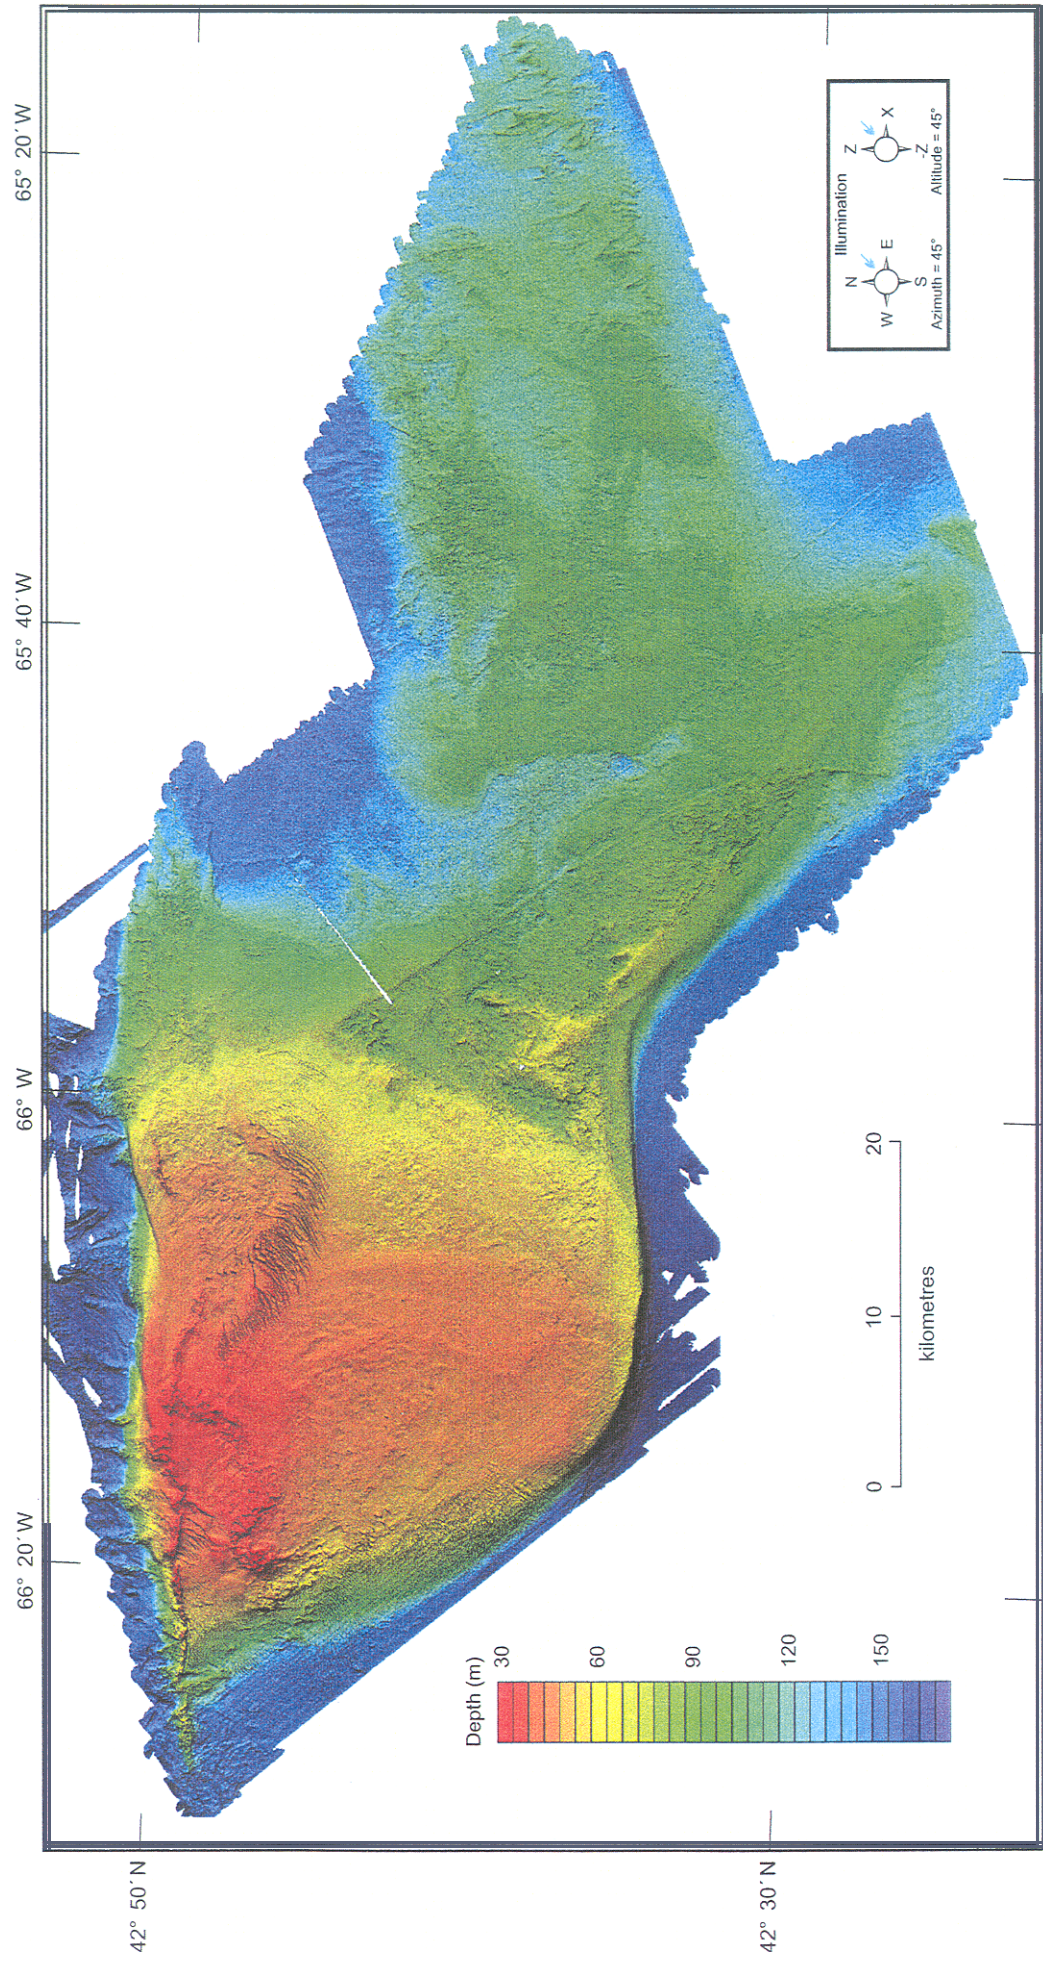 66° 20´ W
66° W
65° 40´ W
65° 20´ W
42° 50´ N
42° 30´ N
Depth (m)
30
60
90
120
150
0
10
20
kilometres
Illumination
N
W
E
S
Azimuth = 45°
Z
X
-Z
Altitude = 45°